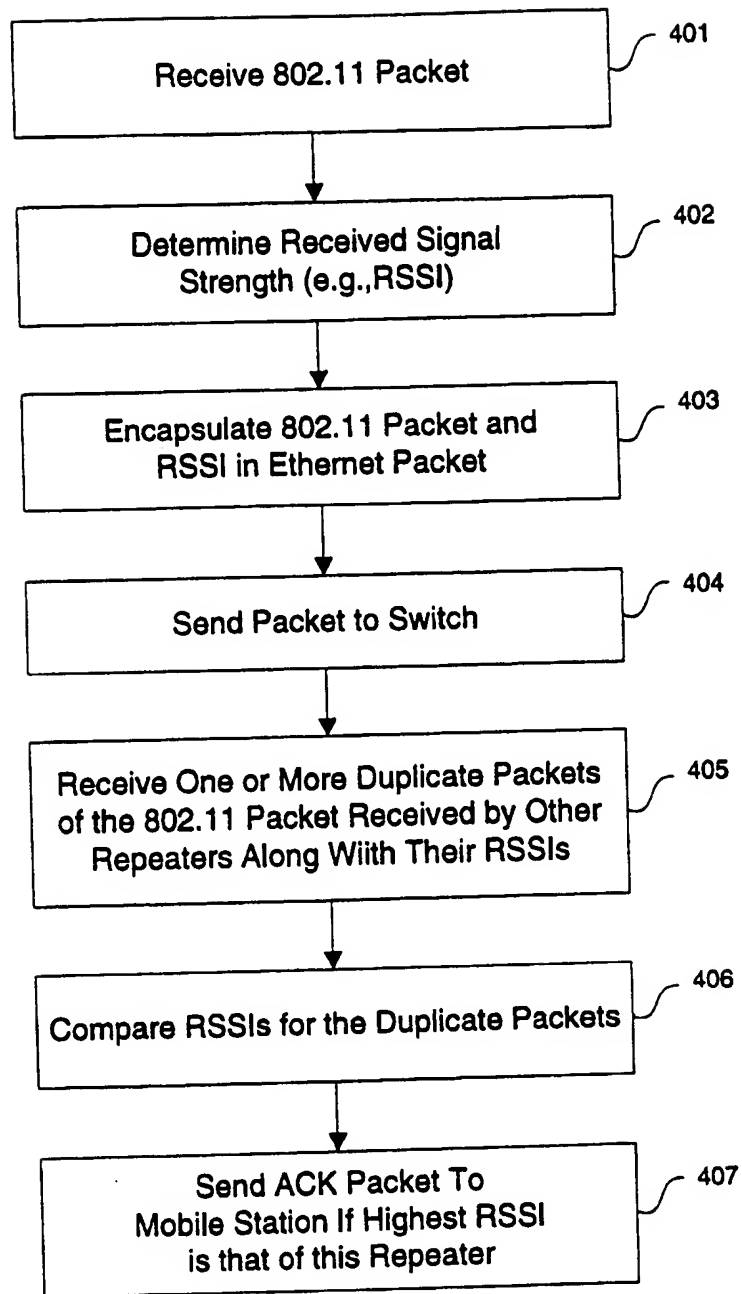 Receive 802.11 Packet
401
Determine Received Signal
Strength (e.g.,RSSI)
402
Encapsulate 802.11 Packet and
RSSI in Ethernet Packet
403
Send Packet to Switch
404
Receive One or More Duplicate Packets
of the 802.11 Packet Received by Other
Repeaters Along Wiith Their RSSIs
405
Compare RSSIs for the Duplicate Packets
406
Send ACK Packet To
Mobile Station If Highest RSSI
is that of this Repeater
407